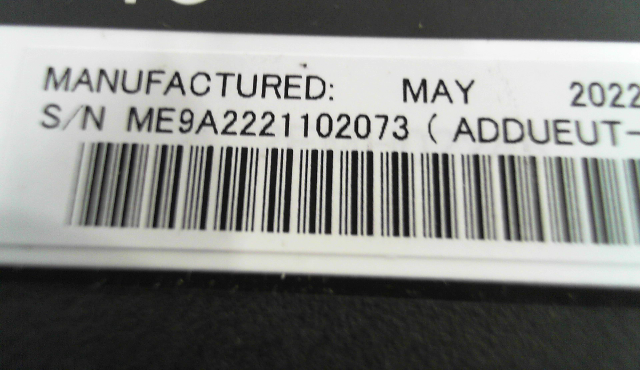 MANUFACTURED: MAY 2022
S/N ME9A2221102073 ( ADDUEUT-